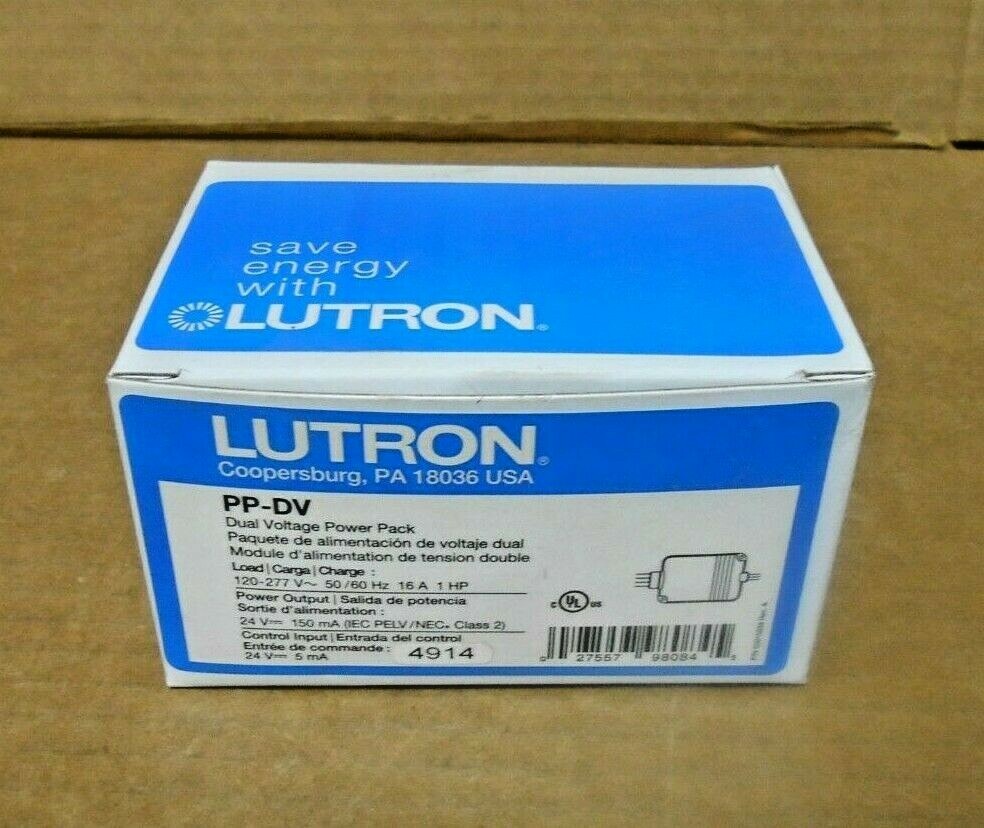 save
energy
with
LUTRON®
LUTRON®
Coopersburg, PA 18036 USA
PP-DV
Dual Voltage Power Pack
Paquete de alimentación de voltaje dual
Module d'alimentation de tension double
Load | Carga | Charge :
120-277 V~ 50/60 Hz 16 A 1 HP
Power Output | Salida de potencia
Sortie d'alimentation :
24 V⎓ 150 mA (IEC PELV/NEC® Class 2)
Control Input | Entrada del control
Entrée de commande :
24 V⎓ 5 mA
4914
C UL US
0 27557 98084